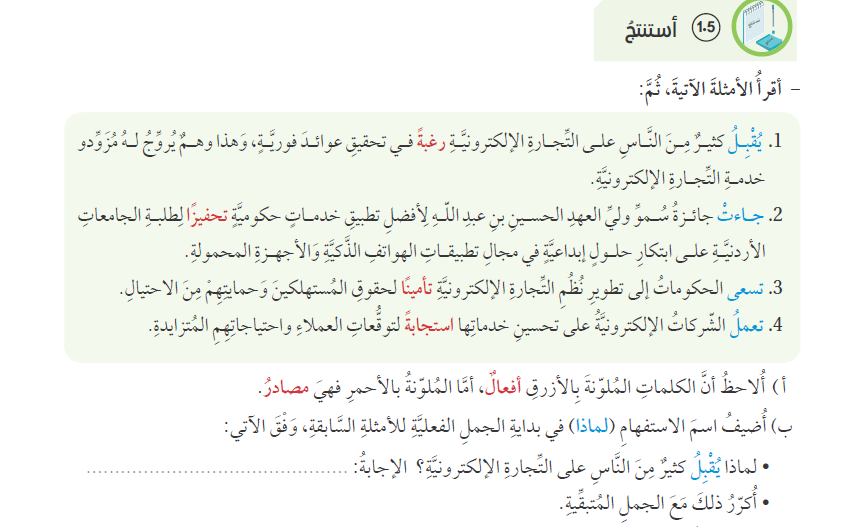 1.5 أستنتجُ
– أقرأُ الأمثلةَ الآتيةَ، ثُمَّ:
1. يُقْبِلُ كثيرٌ مِنَ النَّاسِ على التِّجارةِ الإلكترونيَّةِ رغبةً في تحقيقِ عوائدَ فوريَّةٍ، وَهذا وهمٌ يُروِّجُ لهُ مُزَوِّدو
خدمةِ التِّجارةِ الإلكترونيَّةِ.
2. جاءتْ جائزةُ سُموِّ وليِّ العهدِ الحسينِ بنِ عبدِ اللّهِ لِأفضلِ تطبيقِ خدماتٍ حكوميَّةٍ تحفيزًا لِطلبةِ الجامعاتِ
الأردنيَّةِ على ابتكارِ حلولٍ إبداعيَّةٍ في مجالِ تطبيقاتِ الهواتفِ الذَّكيَّةِ وَالأجهزةِ المحمولةِ.
3. تسعى الحكوماتُ إلى تطويرِ نُظُمِ التِّجارةِ الإلكترونيَّةِ تأمينًا لحقوقِ المُستهلكينَ وَحمايتِهِمْ مِنَ الاحتيالِ.
4. تعملُ الشّركاتُ الإلكترونيَّةُ على تحسينِ خدماتِها استجابةً لتوقُّعاتِ العملاءِ واحتياجاتِهِمِ المُتزايدةِ.
أ) أُلاحظُ أنَّ الكلماتِ المُلوّنةَ بِالأزرقِ أفعالٌ، أمَّا المُلوّنةُ بالأحمرِ فهيَ مصادرُ.
ب) أُضيفُ اسمَ الاستفهامِ (لماذا) في بدايةِ الجملِ الفعليَّةِ للأمثلةِ السَّابقةِ، وَفْقَ الآتي:
• لماذا يُقْبِلُ كثيرٌ مِنَ النَّاسِ على التِّجارةِ الإلكترونيَّةِ؟ الإجابةُ: ..............................................
• أُكرّرُ ذلكَ مَعَ الجملِ المُتبقِّيةِ.